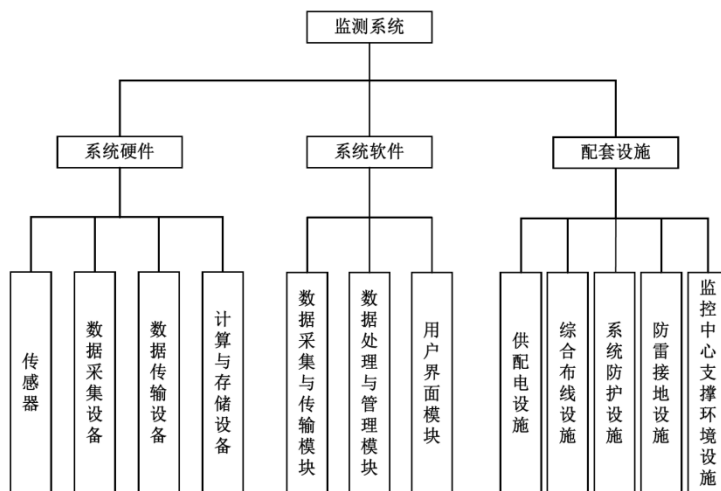 监测系统
系统硬件
系统软件
配套设施
传感器
数据采集设备
数据传输设备
计算与存储设备
数据采集与传输模块
数据处理与管理模块
用户界面模块
供配电设施
综合布线设施
系统防护设施
防雷接地设施
监控中心支撑环境设施